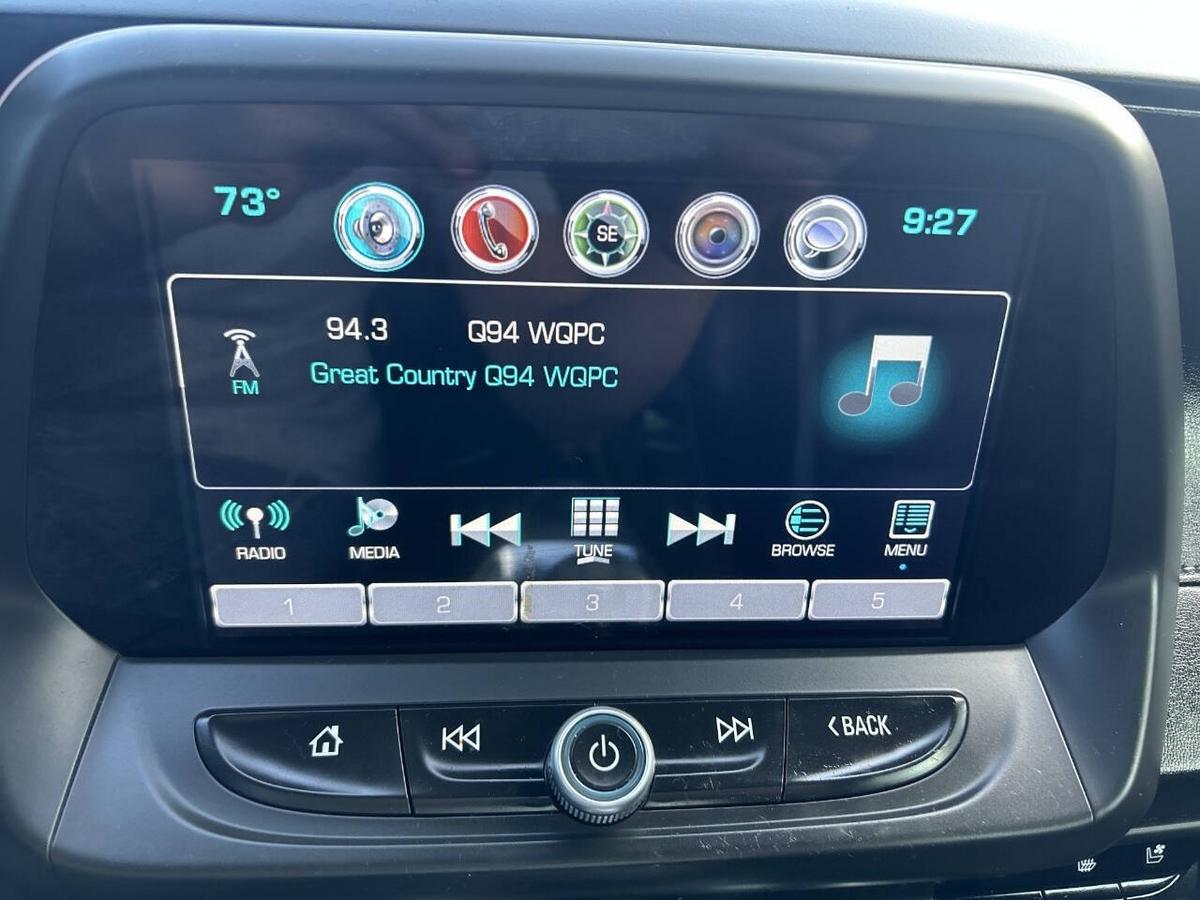 73°
SE
9:27
94.3 Q94 WQPC
FM
Great Country Q94 WQPC
RADIO
MEDIA
TUNE
BROWSE
MENU
1
2
3
4
5
<BACK